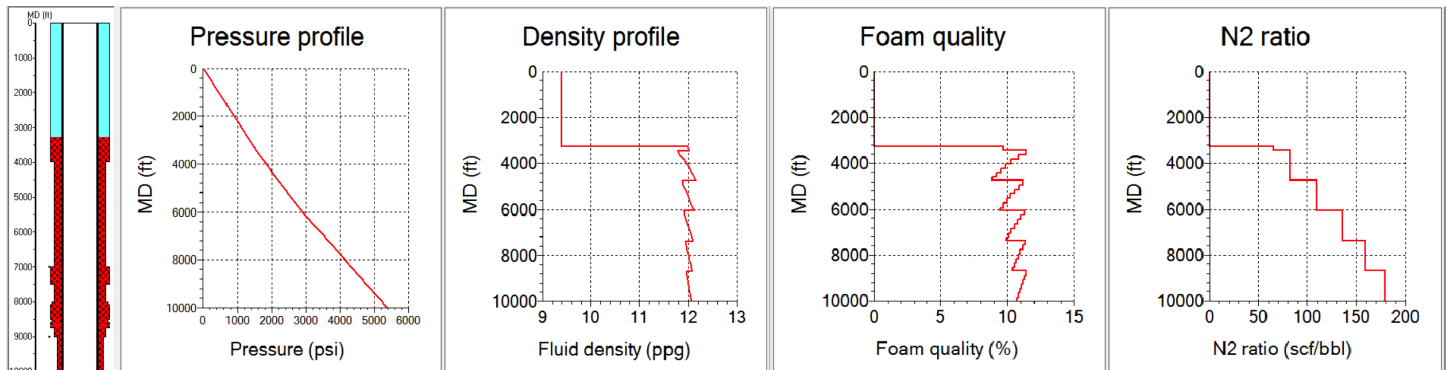 MD (ft)
0
1000
2000
3000
4000
5000
6000
7000
8000
9000
10000
Pressure profile
MD (ft)
0
2000
4000
6000
8000
10000
0 1000 2000 3000 4000 5000 6000
Pressure (psi)
Density profile
MD (ft)
0
2000
4000
6000
8000
10000
9 10 11 12 13
Fluid density (ppg)
Foam quality
MD (ft)
0
2000
4000
6000
8000
10000
0 5 10 15
Foam quality (%)
N2 ratio
MD (ft)
0
2000
4000
6000
8000
10000
0 50 100 150 200
N2 ratio (scf/bbl)